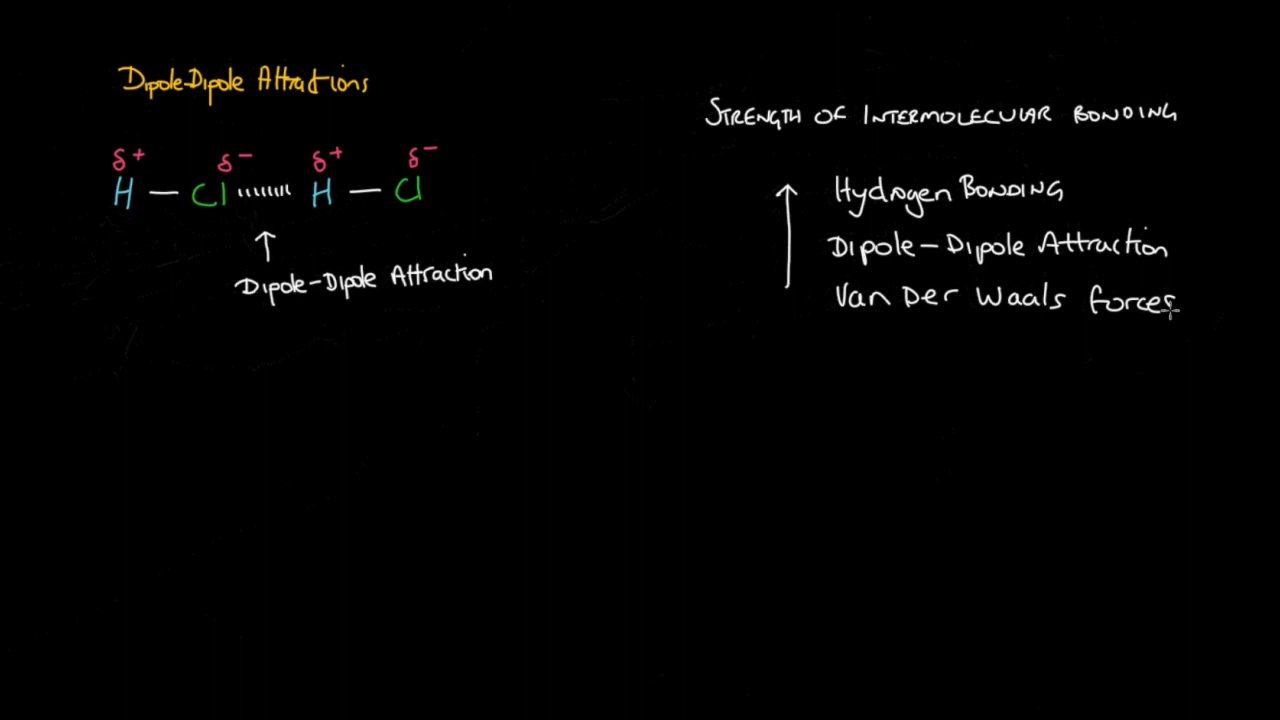 Dipole-Dipole Attractions
δ+ δ- δ+ δ-
H — Cl ııııııı H — Cl
Dipole-Dipole Attraction
STRENGTH OF INTERMOLECULAR BONDING
Hydrogen BONDING
Dipole-Dipole Attraction
Van Der Waals forces